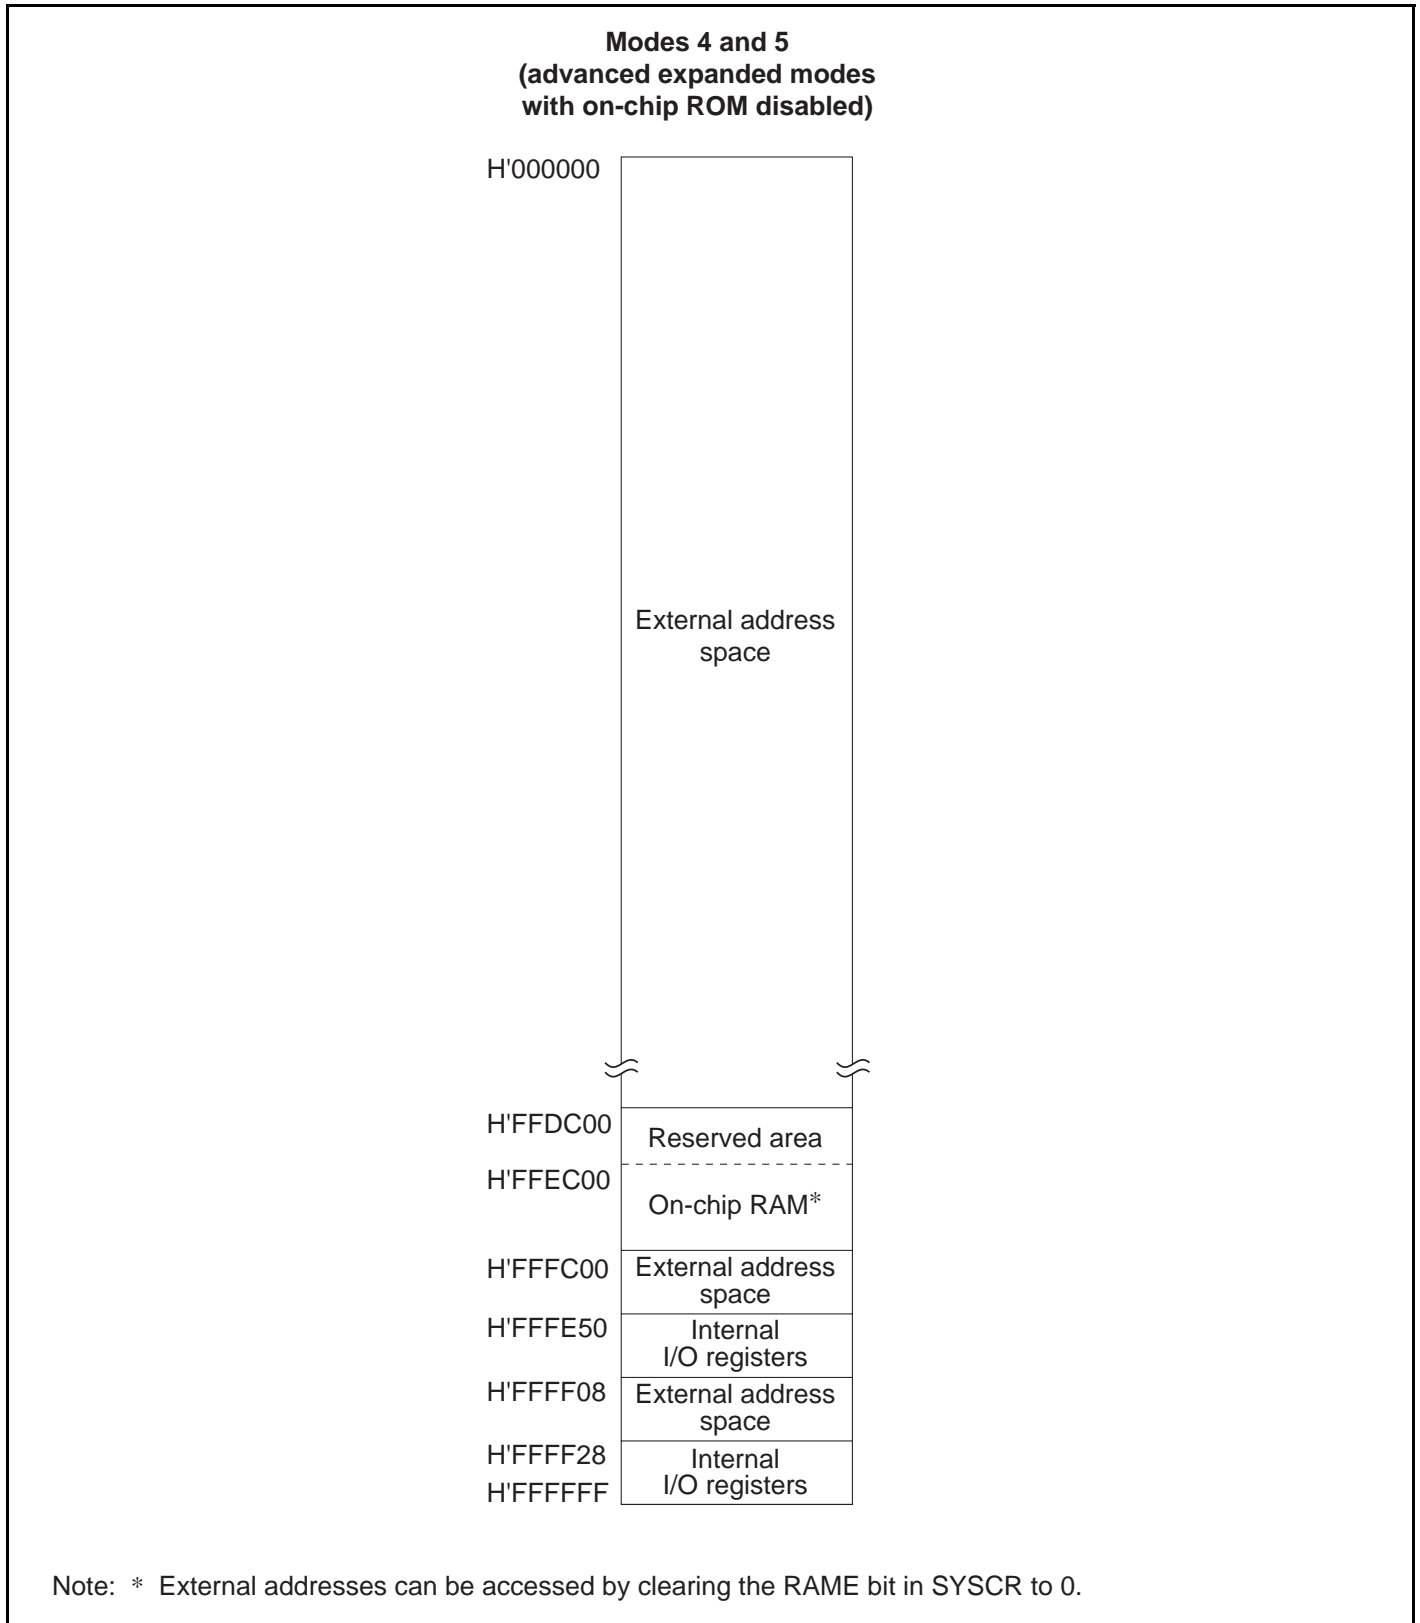 Modes 4 and 5
(advanced expanded modes
with on-chip ROM disabled)
H'000000
External address
space
H'FFDC00
Reserved area
H'FFEC00
On-chip RAM*
H'FFFC00
External address
space
H'FFFE50
Internal
I/O registers
H'FFFF08
External address
space
H'FFFF28
Internal
I/O registers
H'FFFFFF
Note: * External addresses can be accessed by clearing the RAME bit in SYSCR to 0.